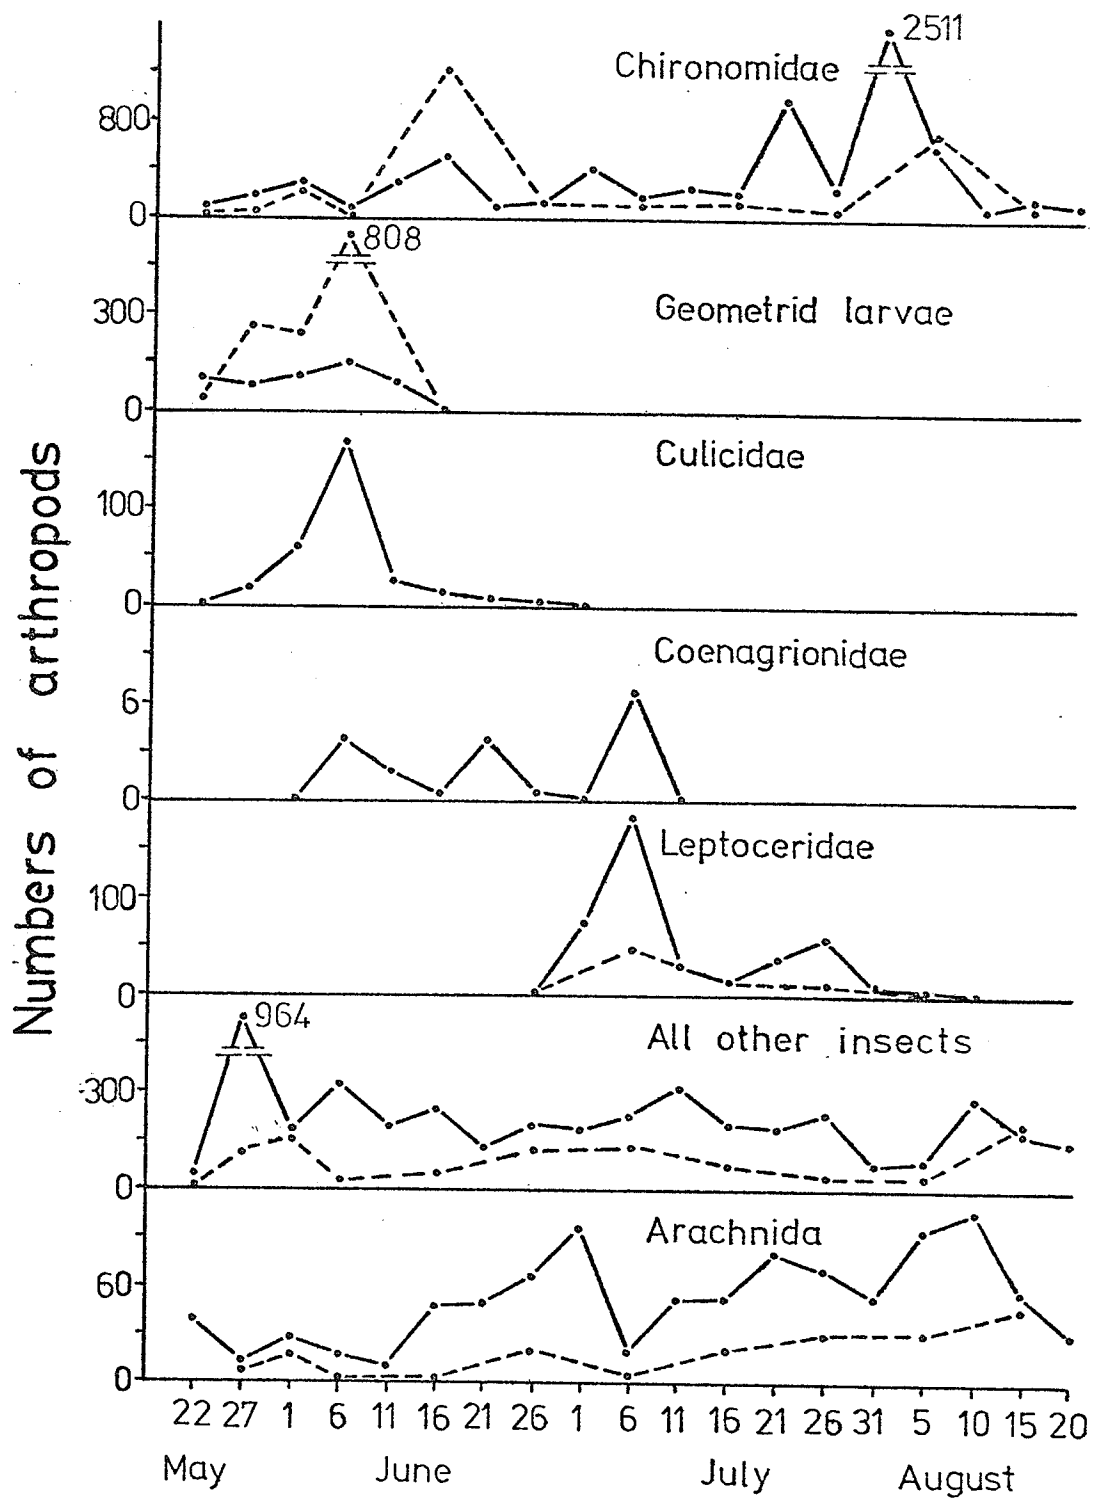 2511
Chironomidae
800
0
808
300
Geometrid larvae
0
Culicidae
100
0
Coenagrionidae
6
0
Leptoceridae
100
0
964
All other insects
300
0
Arachnida
60
0
22 27 1 6 11 16 21 26 1 6 11 16 21 26 31 5 10 15 20
May June July August
Numbers of arthropods